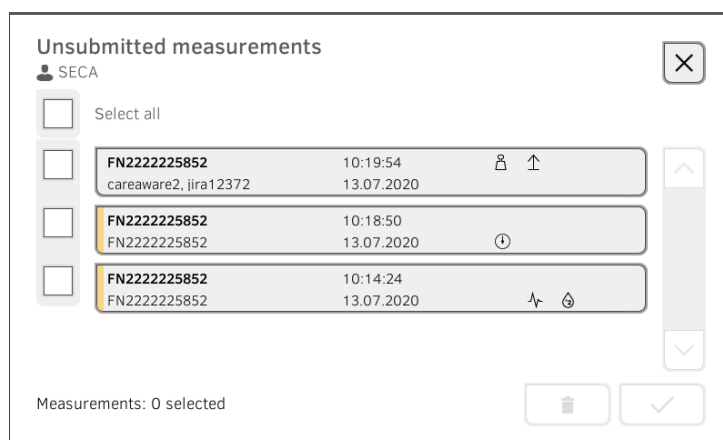 Unsubmitted measurements
SECA
Select all
FN2222225852 10:19:54
careaware2, jira12372 13.07.2020
FN2222225852 10:18:50
FN2222225852 13.07.2020
FN2222225852 10:14:24
FN2222225852 13.07.2020
Measurements: 0 selected